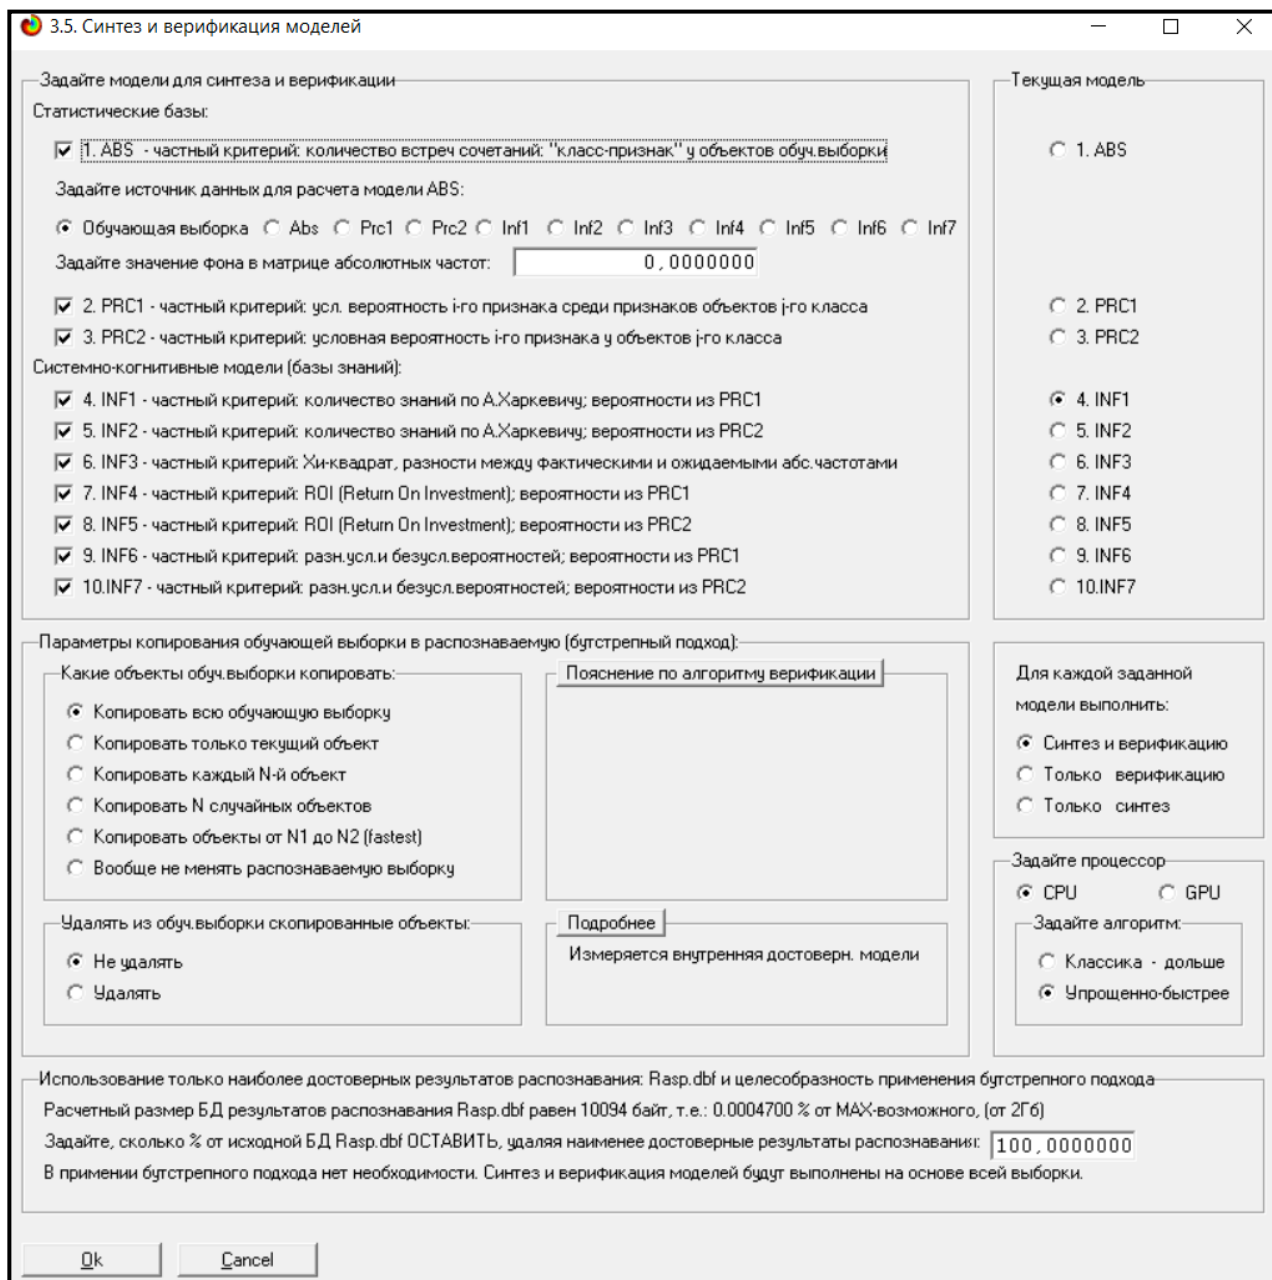 3.5. Синтез и верификация моделей
Задайте модели для синтеза и верификации
Статистические базы:
1. ABS - частный критерий: количество встреч сочетаний: "класс-признак" у объектов обуч.выборки
Задайте источник данных для расчета модели ABS:
Обучающая выборка Abs Prc1 Prc2 Inf1 Inf2 Inf3 Inf4 Inf5 Inf6 Inf7
Задайте значение фона в матрице абсолютных частот: 0,0000000
2. PRC1 - частный критерий: усл. вероятность i-го признака среди признаков объектов j-го класса
3. PRC2 - частный критерий: условная вероятность i-го признака у объектов j-го класса
Системно-когнитивные модели (базы знаний):
4. INF1 - частный критерий: количество знаний по А.Харкевичу; вероятности из PRC1
5. INF2 - частный критерий: количество знаний по А.Харкевичу; вероятности из PRC2
6. INF3 - частный критерий: Хи-квадрат, разности между фактическими и ожидаемыми абс.частотами
7. INF4 - частный критерий: ROI (Return On Investment); вероятности из PRC1
8. INF5 - частный критерий: ROI (Return On Investment); вероятности из PRC2
9. INF6 - частный критерий: разн.усл.и безусл.вероятностей; вероятности из PRC1
10.INF7 - частный критерий: разн.усл.и безусл.вероятностей; вероятности из PRC2
Текущая модель
1. ABS
2. PRC1
3. PRC2
4. INF1
5. INF2
6. INF3
7. INF4
8. INF5
9. INF6
10.INF7
Параметры копирования обучающей выборки в распознаваемую (бутстрепный подход):
Какие объекты обуч.выборки копировать:
Копировать всю обучающую выборку
Копировать только текущий объект
Копировать каждый N-й объект
Копировать N случайных объектов
Копировать объекты от N1 до N2 (fastest)
Вообще не менять распознаваемую выборку
Пояснение по алгоритму верификации
Удалять из обуч.выборки скопированные объекты:
Не удалять
Удалять
Подробнее
Измеряется внутренняя достоверн. модели
Для каждой заданной
модели выполнить:
Синтез и верификацию
Только верификацию
Только синтез
Задайте процессор
CPU GPU
Задайте алгоритм:
Классика - дольше
Упрощенно-быстрее
Использование только наиболее достоверных результатов распознавания: Rasp.dbf и целесобразность применения бутстрепного подхода
Расчетный размер БД результатов распознавания Rasp.dbf равен 10094 байт, т.е.: 0.0004700 % от MAX-возможного, (от 2Гб)
Задайте, сколько % от исходной БД Rasp.dbf ОСТАВИТЬ, удаляя наименее достоверные результаты распознавания: 100,0000000
В примении бутстрепного подхода нет необходимости. Синтез и верификация моделей будут выполнены на основе всей выборки.
Ok Cancel